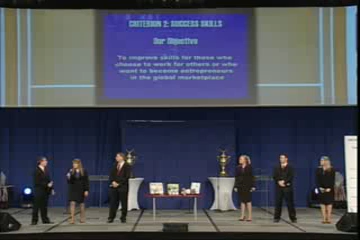 CRITERION 2: SUCCESS SKILLS
Our Objective
To improve skills for those who
choose to work for others or who
want to become entrepreneurs
in the global marketplace